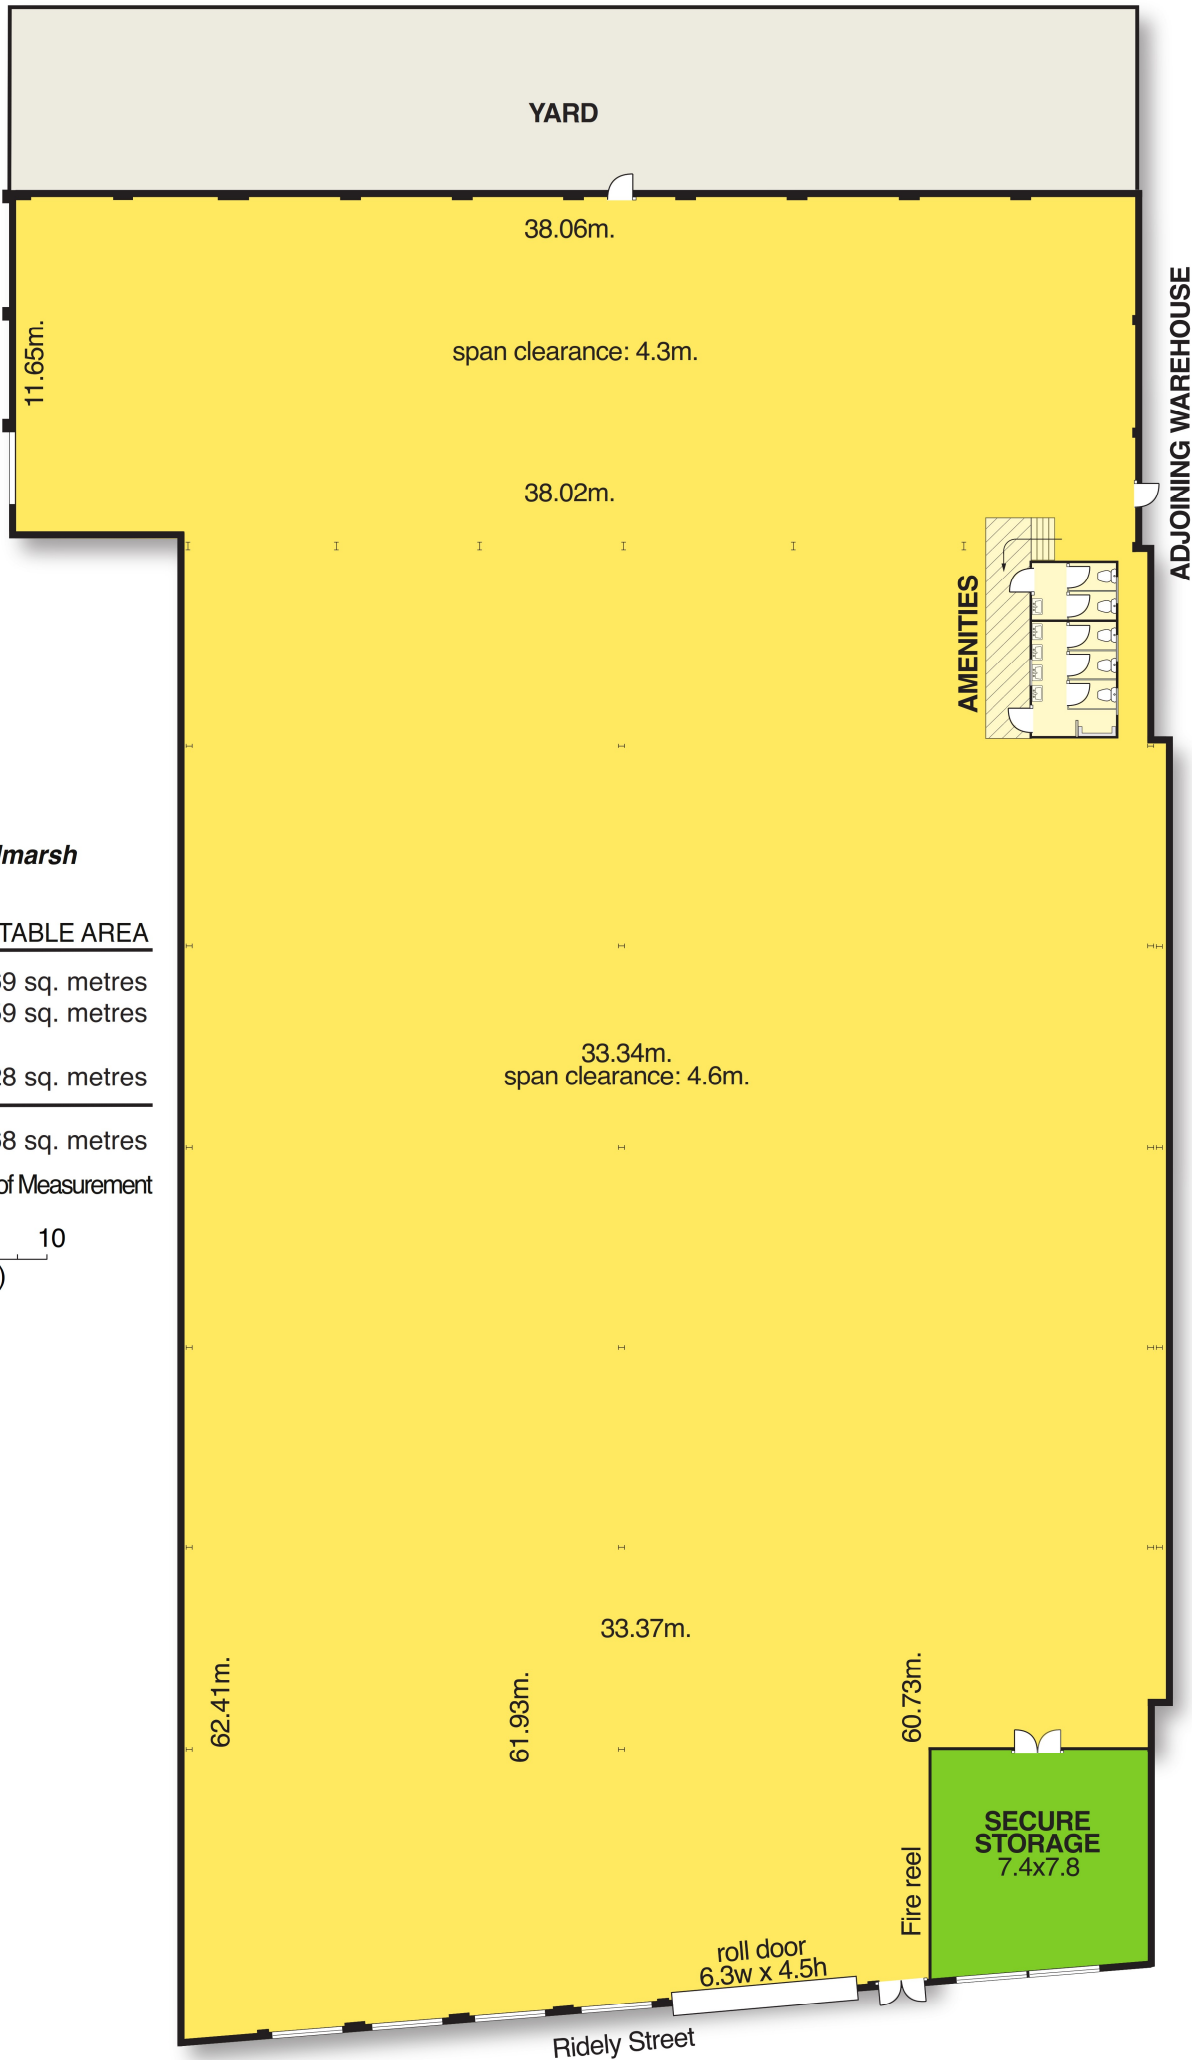 YARD
38.06m.
11.65m.
span clearance: 4.3m.
38.02m.
ADJOINING WAREHOUSE
AMENITIES
marsh
TABLE AREA
9 sq. metres
9 sq. metres
8 sq. metres
8 sq. metres
of Measurement
10
)
33.34m.
span clearance: 4.6m.
33.37m.
62.41m.
61.93m.
60.73m.
SECURE
STORAGE
7.4x7.8
Fire reel
roll door
6.3w x 4.5h
Ridely Street